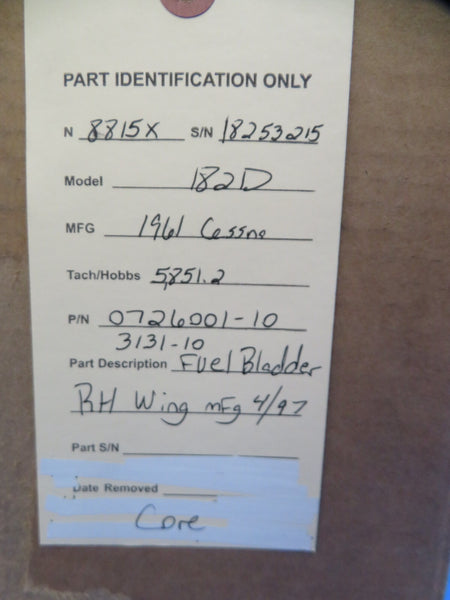 PART IDENTIFICATION ONLY
N 8815X S/N 18253215
Model 182D
MFG 1961 Cessna
Tach/Hobbs 5851.2
P/N 0726001-10
3131-10
Part Description Fuel Bladder
RH Wing mfg 4/97
Part S/N
Date Removed
Core